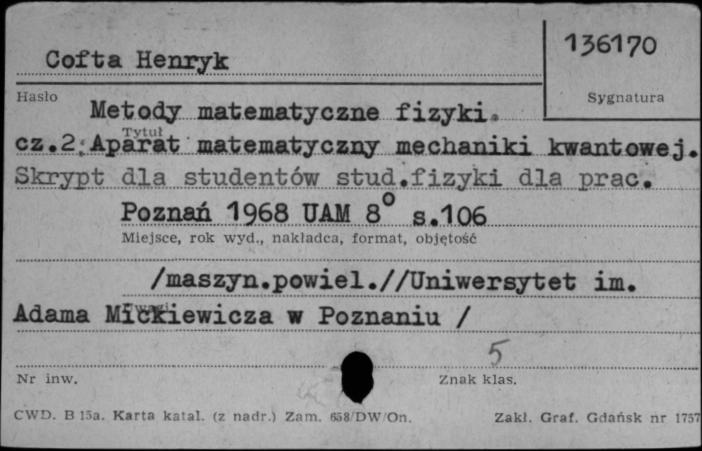 136170
Cofta Henryk
Hasło
Sygnatura
Metody matematyczne fizyki.
Tytuł
cz.2: Aparat matematyczny mechaniki kwantowej.
Skrypt dla studentów stud.fizyki dla prac.
Poznań 1968 UAM 8° s.106
Miejsce, rok wyd., nakładca, format, objętość
/maszyn.powiel.//Uniwersytet im.
Adama Mickiewicza w Poznaniu /
5
Nr inw.
Znak klas.
CWD. B 15a. Karta katal. (z nadr.) Zam. 658/DW/On.
Zakł. Graf. Gdańsk nr 1757